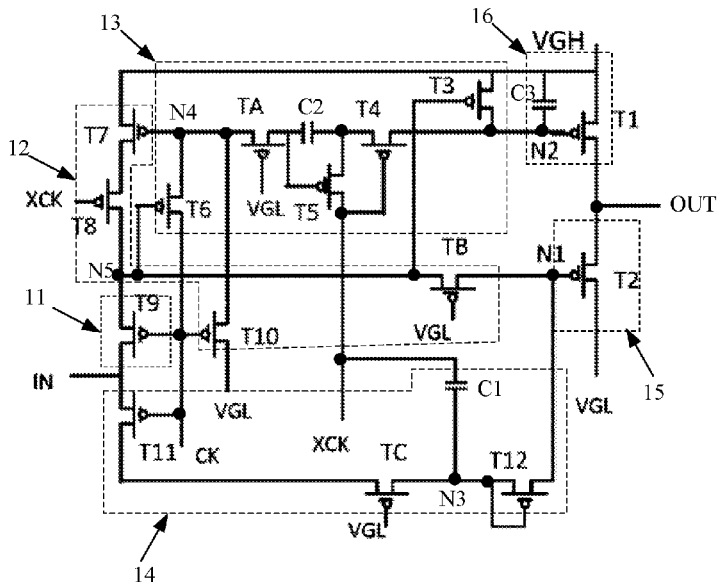 13
16
VGH
T3
C3
T1
N4
TA
C2
T4
T7
N2
12
XCK
T8
T6
VGL
T5
OUT
N5
TB
N1
T2
11
T9
T10
VGL
IN
VGL
C1
15
VGL
T11
CK
XCK
TC
T12
N3
VGL
14